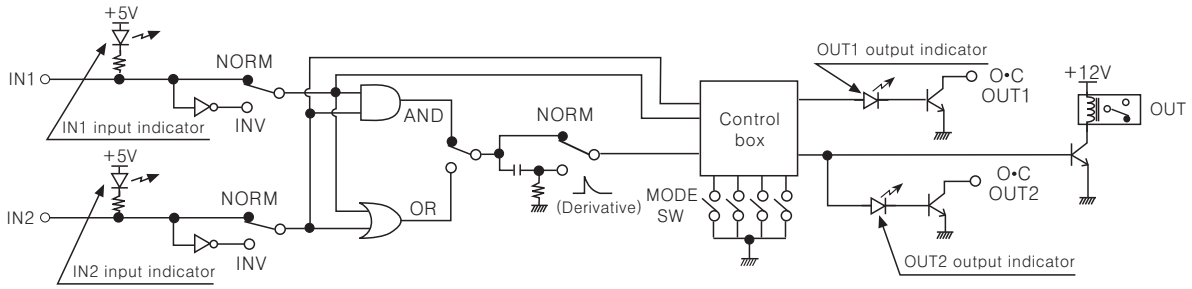 +5V
IN1
NORM
INV
IN1 input indicator
+5V
IN2
NORM
INV
IN2 input indicator
AND
OR
NORM
(Derivative)
Control
box
MODE
SW
OUT1 output indicator
O•C
OUT1
+12V
OUT
O•C
OUT2
OUT2 output indicator